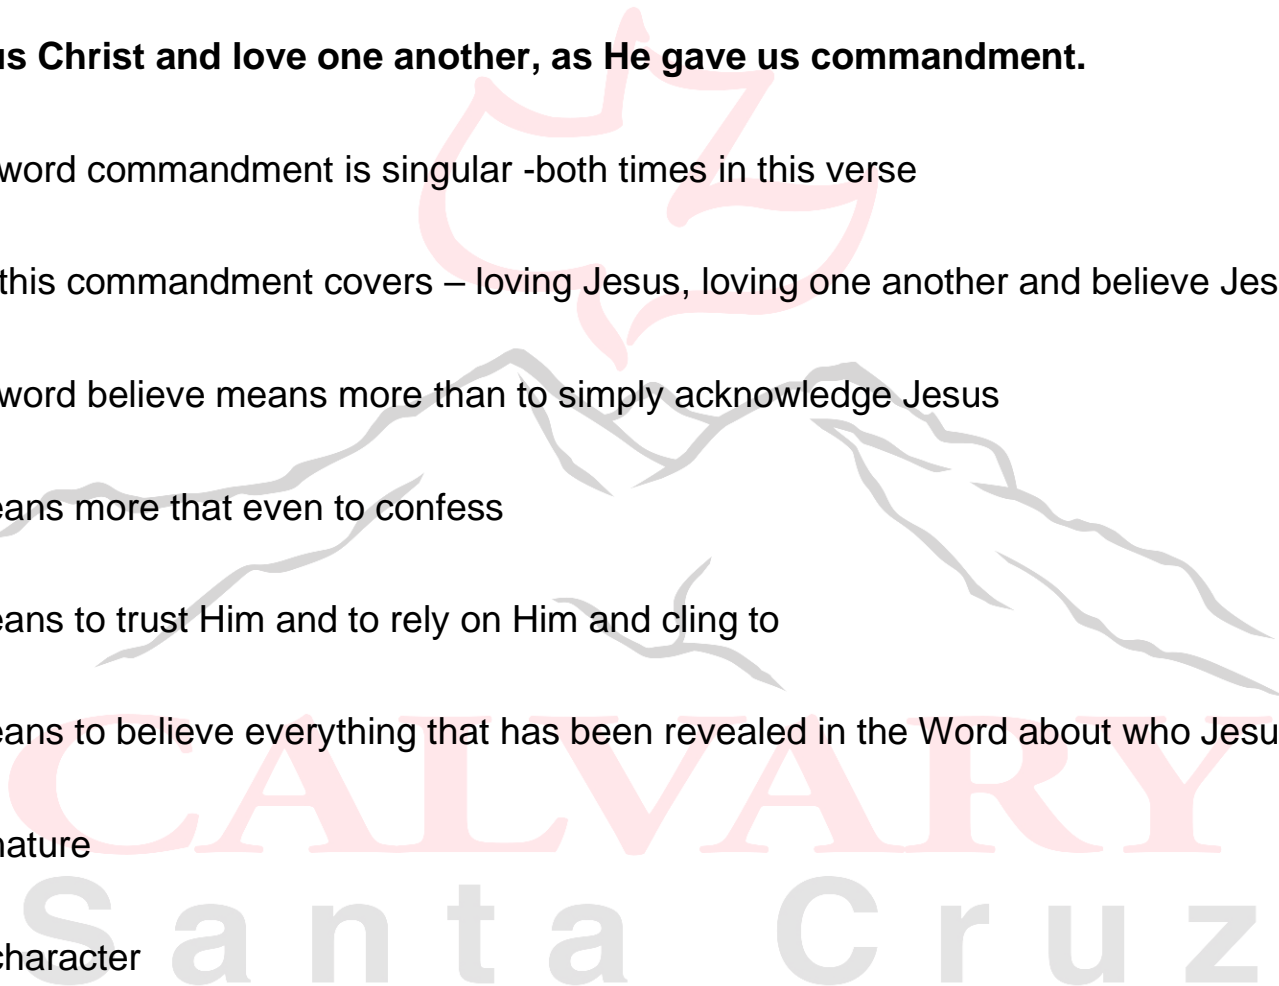 us Christ and love one another, as He gave us commandment.
word commandment is singular -both times in this verse
this commandment covers – loving Jesus, loving one another and believe Jes
word believe means more than to simply acknowledge Jesus
eans more that even to confess
eans to trust Him and to rely on Him and cling to
eans to believe everything that has been revealed in the Word about who Jesu
CALVARY
nature
Santa Cruz
character